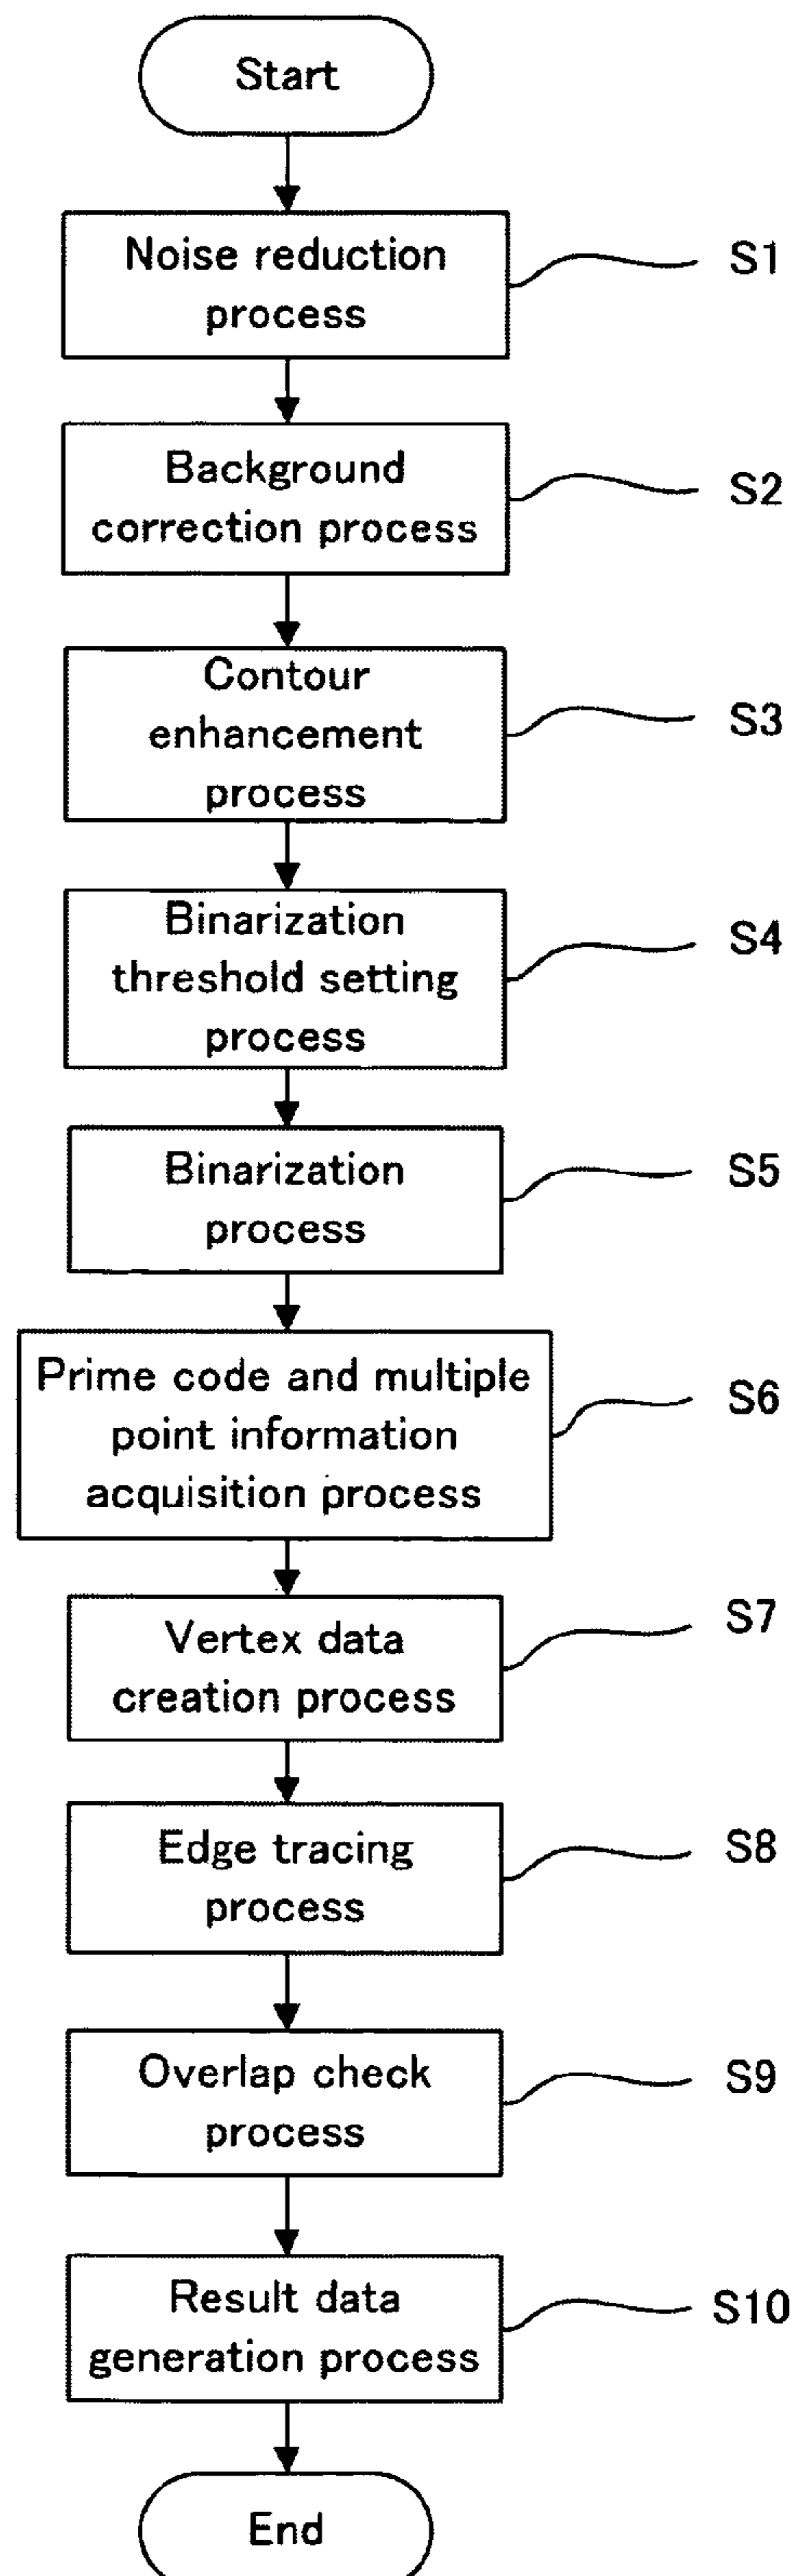 Start
Noise reduction
process
S1
Background
correction process
S2
Contour
enhancement
process
S3
Binarization
threshold setting
process
S4
Binarization
process
S5
Prime code and multiple
point information
acquisition process
S6
Vertex data
creation process
S7
Edge tracing
process
S8
Overlap check
process
S9
Result data
generation process
S10
End